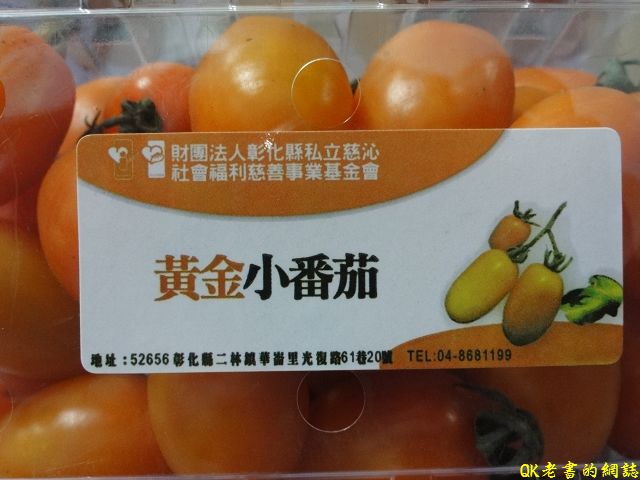 財團法人彰化縣私立慈沁
社會福利慈善事業基金會
黃金小番茄
地址：52656彰化縣二林鎮華崙里光復路61巷20號 TEL:04-8681199
QK老書的網誌